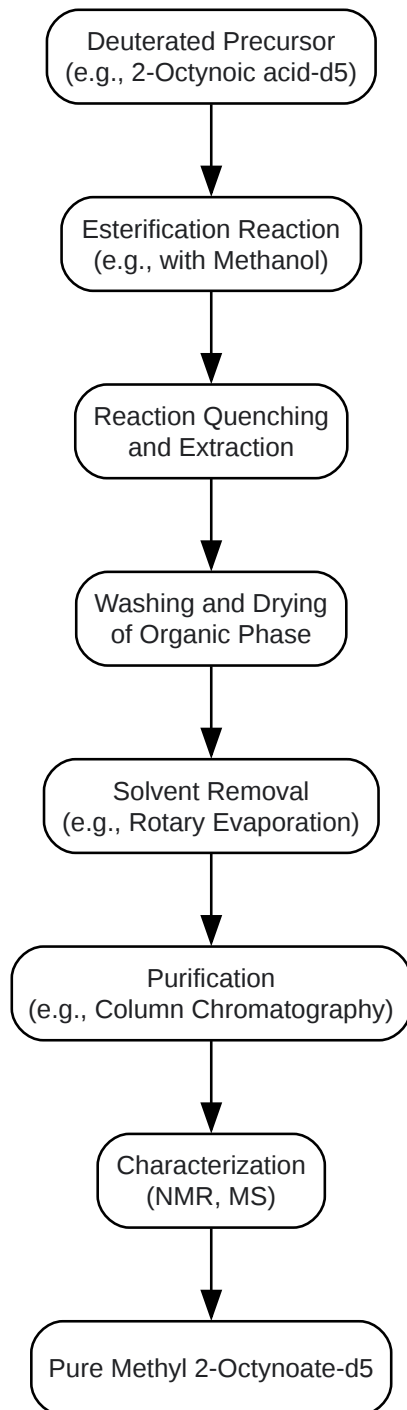 Deuterated Precursor
(e.g., 2-Octynoic acid-d5)
Esterification Reaction
(e.g., with Methanol)
Reaction Quenching
and Extraction
Washing and Drying
of Organic Phase
Solvent Removal
(e.g., Rotary Evaporation)
Purification
(e.g., Column Chromatography)
Characterization
(NMR, MS)
Pure Methyl 2-Octynoate-d5